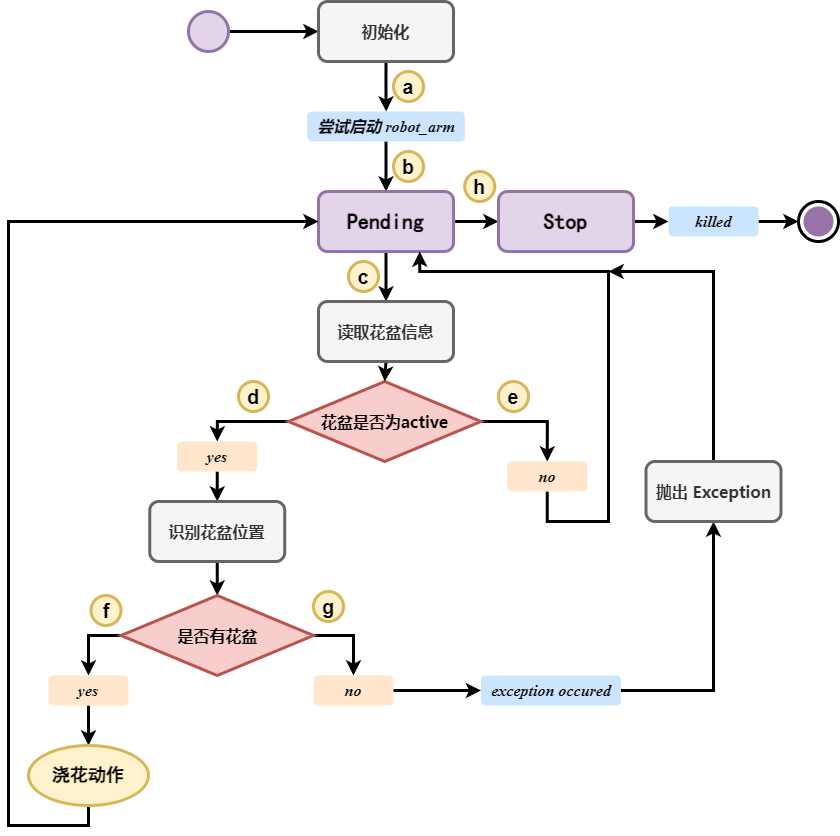 初始化
a
尝试启动 robot_arm
b
h
Pending
Stop
killed
c
读取花盆信息
d
花盆是否为active
e
yes
no
抛出 Exception
识别花盆位置
f
g
是否有花盆
yes
no
exception occured
浇花动作